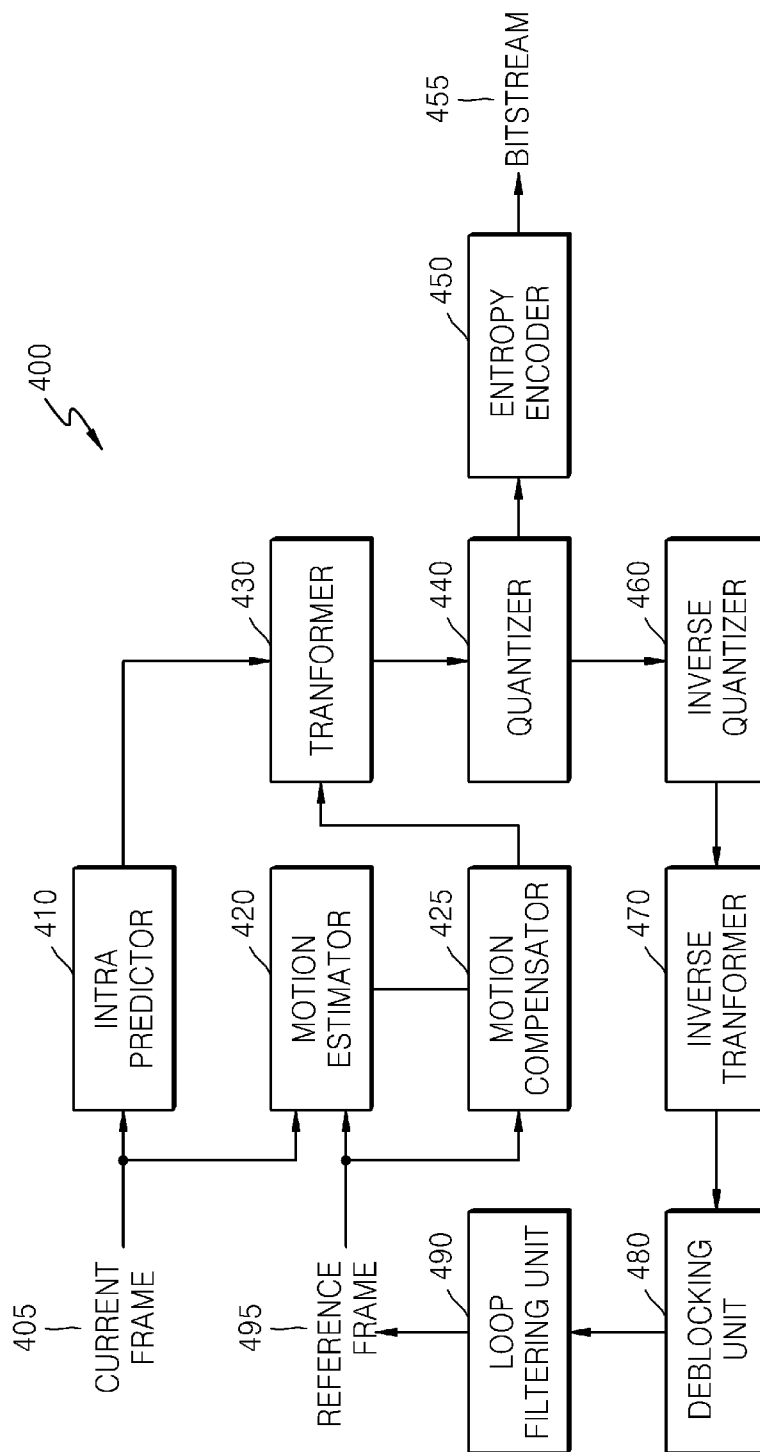 400
405
CURRENT
FRAME
410
INTRA
PREDICTOR
495
REFERENCE
FRAME
420
MOTION
ESTIMATOR
430
TRANFORMER
490
LOOP
FILTERING UNIT
425
MOTION
COMPENSATOR
440
QUANTIZER
450
ENTROPY
ENCODER
455
BITSTREAM
480
DEBLOCKING
UNIT
470
INVERSE
TRANFORMER
460
INVERSE
QUANTIZER